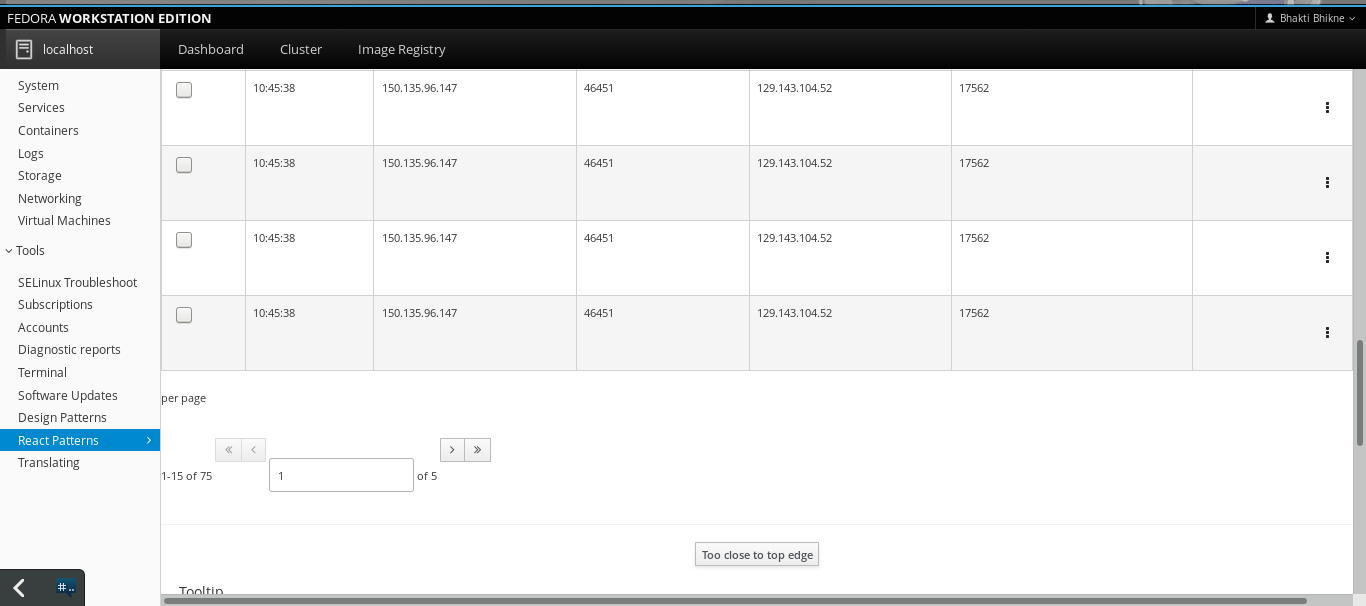 FEDORA WORKSTATION EDITION
Bhakti Bhikne
localhost
Dashboard Cluster Image Registry
System
Services
Containers
Logs
Storage
Networking
Virtual Machines
Tools
SELinux Troubleshoot
Subscriptions
Accounts
Diagnostic reports
Terminal
Software Updates
Design Patterns
React Patterns
Translating
10:45:38 150.135.96.147 46451 129.143.104.52 17562
10:45:38 150.135.96.147 46451 129.143.104.52 17562
10:45:38 150.135.96.147 46451 129.143.104.52 17562
10:45:38 150.135.96.147 46451 129.143.104.52 17562
per page
« ‹ › »
1-15 of 75 1 of 5
Too close to top edge
Tooltip
#..